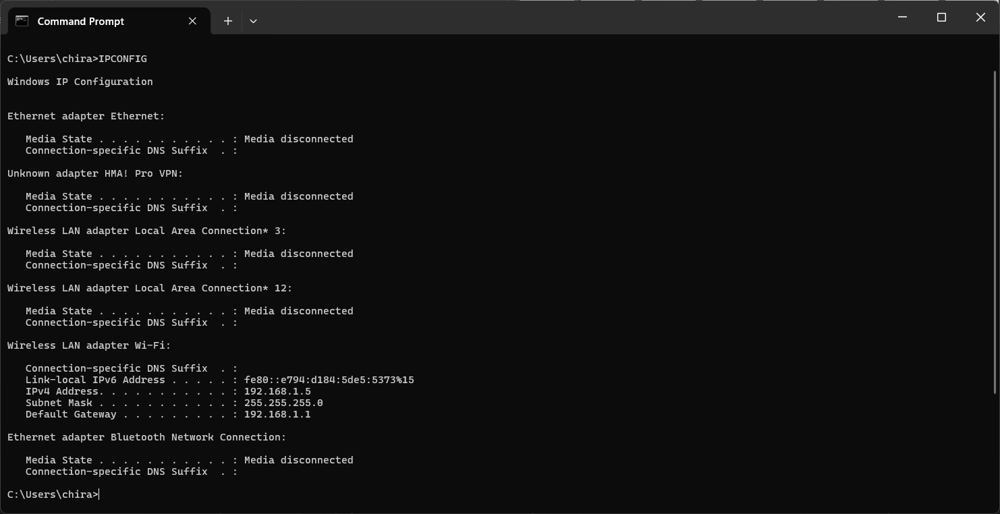 Command Prompt
C:\Users\chira>IPCONFIG
Windows IP Configuration
Ethernet adapter Ethernet:
   Media State . . . . . . . . . . . : Media disconnected
   Connection-specific DNS Suffix  . :
Unknown adapter HMA! Pro VPN:
   Media State . . . . . . . . . . . : Media disconnected
   Connection-specific DNS Suffix  . :
Wireless LAN adapter Local Area Connection* 3:
   Media State . . . . . . . . . . . : Media disconnected
   Connection-specific DNS Suffix  . :
Wireless LAN adapter Local Area Connection* 12:
   Media State . . . . . . . . . . . : Media disconnected
   Connection-specific DNS Suffix  . :
Wireless LAN adapter Wi-Fi:
   Connection-specific DNS Suffix  . :
   Link-local IPv6 Address . . . . . : fe80::e794:d184:5de5:5373%15
   IPv4 Address. . . . . . . . . . . : 192.168.1.5
   Subnet Mask . . . . . . . . . . . : 255.255.255.0
   Default Gateway . . . . . . . . . : 192.168.1.1
Ethernet adapter Bluetooth Network Connection:
   Media State . . . . . . . . . . . : Media disconnected
   Connection-specific DNS Suffix  . :
C:\Users\chira>